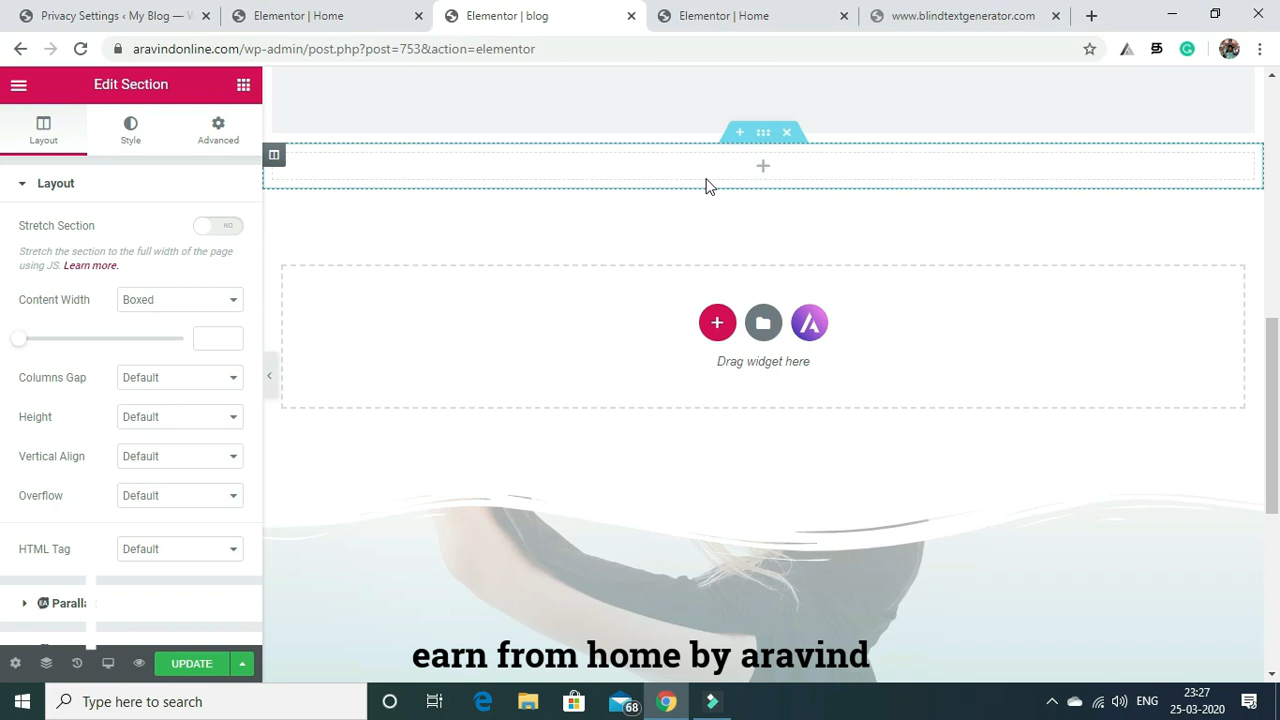 Privacy Settings ‹ My Blog — W
Elementor | Home
Elementor | blog
Elementor | Home
www.blindtextgenerator.com
aravindonline.com/wp-admin/post.php?post=753&action=elementor
Edit Section
Layout
Style
Advanced
Layout
Stretch Section
NO
Stretch the section to the full width of the page
using JS. Learn more.
Content Width
Boxed
Columns Gap
Default
Height
Default
Vertical Align
Default
Overflow
Default
HTML Tag
Default
Paralla
UPDATE
Drag widget here
earn from home by aravind
Type here to search
68
ENG
23:27
25-03-2020